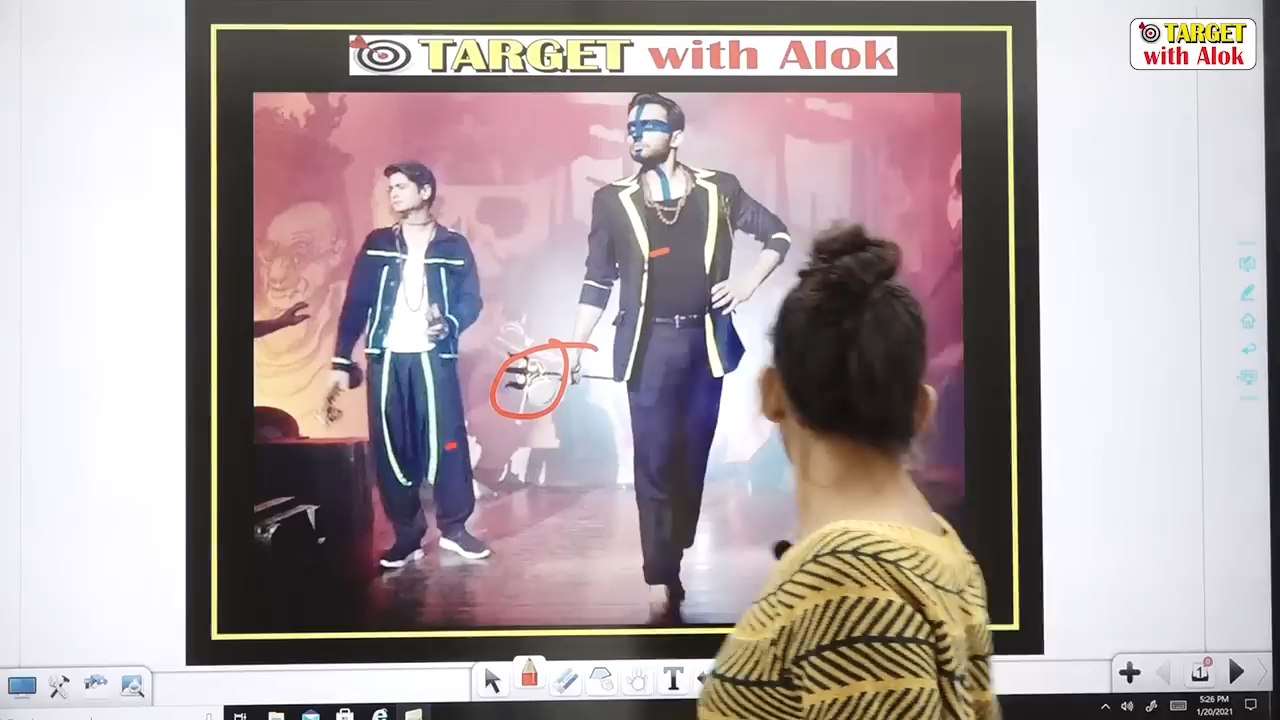 TARGET with Alok
TARGET
with Alok
T
5:26 PM
1/20/2021